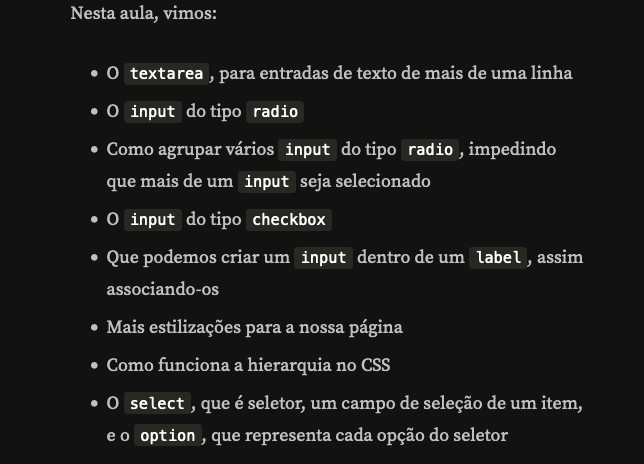 Nesta aula, vimos:
• O textarea, para entradas de texto de mais de uma linha
• O input do tipo radio
• Como agrupar vários input do tipo radio, impedindo
que mais de um input seja selecionado
• O input do tipo checkbox
• Que podemos criar um input dentro de um label, assim
associando-os
• Mais estilizações para a nossa página
• Como funciona a hierarquia no CSS
• O select, que é seletor, um campo de seleção de um item,
e o option, que representa cada opção do seletor